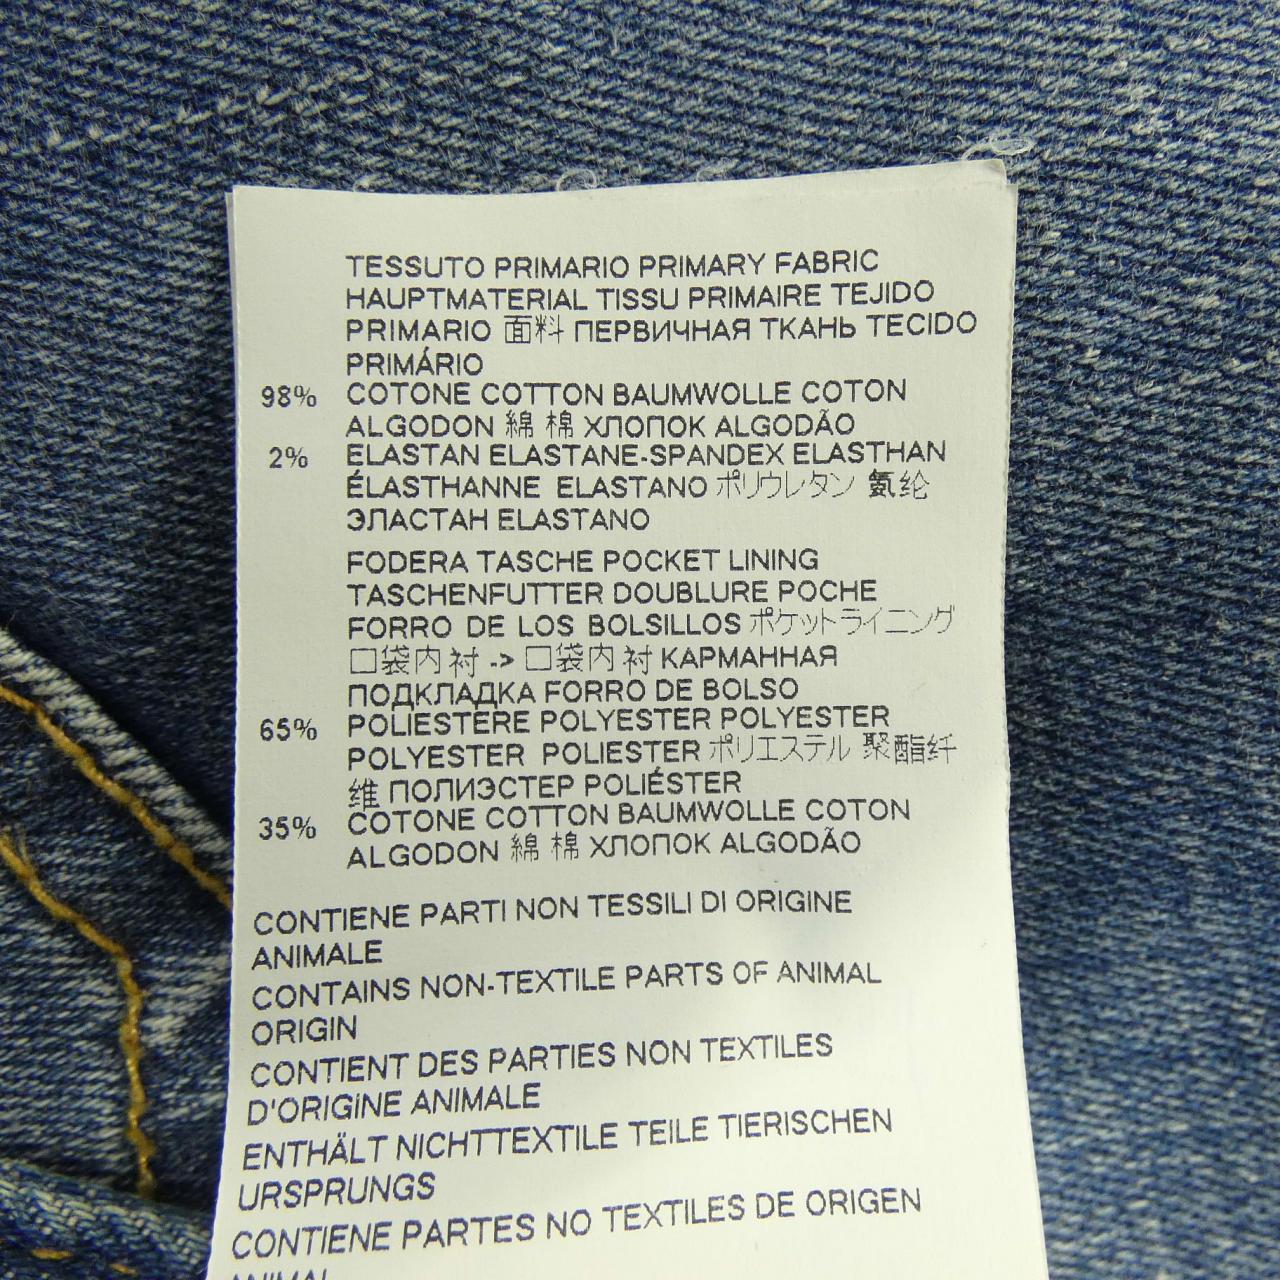 TESSUTO PRIMARIO PRIMARY FABRIC
HAUPTMATERIAL TISSU PRIMAIRE TEJIDO
PRIMARIO 面料 ПЕРВИЧНАЯ ТКАНЬ TECIDO
PRIMÁRIO
98% COTONE COTTON BAUMWOLLE COTON
ALGODON 綿 棉 ХЛОПОК ALGODÃO
2% ELASTAN ELASTANE-SPANDEX ELASTHAN
ÉLASTHANNE ELASTANO ポリウレタン 氨纶
ЭЛАСТАН ELASTANO
FODERA TASCHE POCKET LINING
TASCHENFUTTER DOUBLURE POCHE
FORRO DE LOS BOLSILLOS ポケットライニング
口袋内衬 -> 口袋内衬 КАРМАННАЯ
ПОДКЛАДКА FORRO DE BOLSO
65% POLIESTERE POLYESTER POLYESTER
POLYESTER POLIESTER ポリエステル 聚酯纤
维 ПОЛИЭСТЕР POLIÉSTER
35% COTONE COTTON BAUMWOLLE COTON
ALGODON 綿 棉 ХЛОПОК ALGODÃO
CONTIENE PARTI NON TESSILI DI ORIGINE
ANIMALE
CONTAINS NON-TEXTILE PARTS OF ANIMAL
ORIGIN
CONTIENT DES PARTIES NON TEXTILES
D'ORIGINE ANIMALE
ENTHÄLT NICHTTEXTILE TEILE TIERISCHEN
URSPRUNGS
CONTIENE PARTES NO TEXTILES DE ORIGEN
ANIMAL